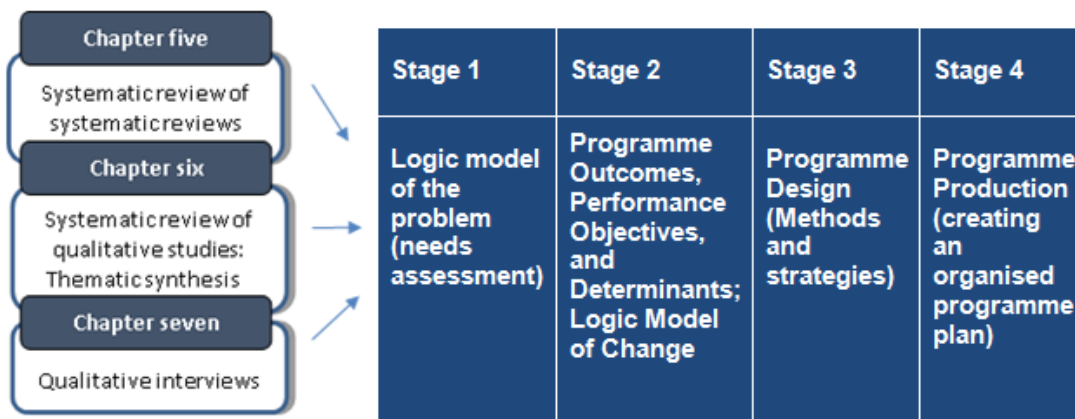 Chapter five
Systematic review of
systematic reviews
Chapter six
Systematic review of
qualitative studies:
Thematic synthesis
Chapter seven
Qualitative interviews
Stage 1
Stage 2
Stage 3
Stage 4
Logic model
of the
problem
(needs
assessment)
Programme
Outcomes,
Performance
Objectives,
and
Determinants;
Logic Model
of Change
Programme
Design
(Methods
and
strategies)
Programme
Production
(creating
an
organised
programme
plan)